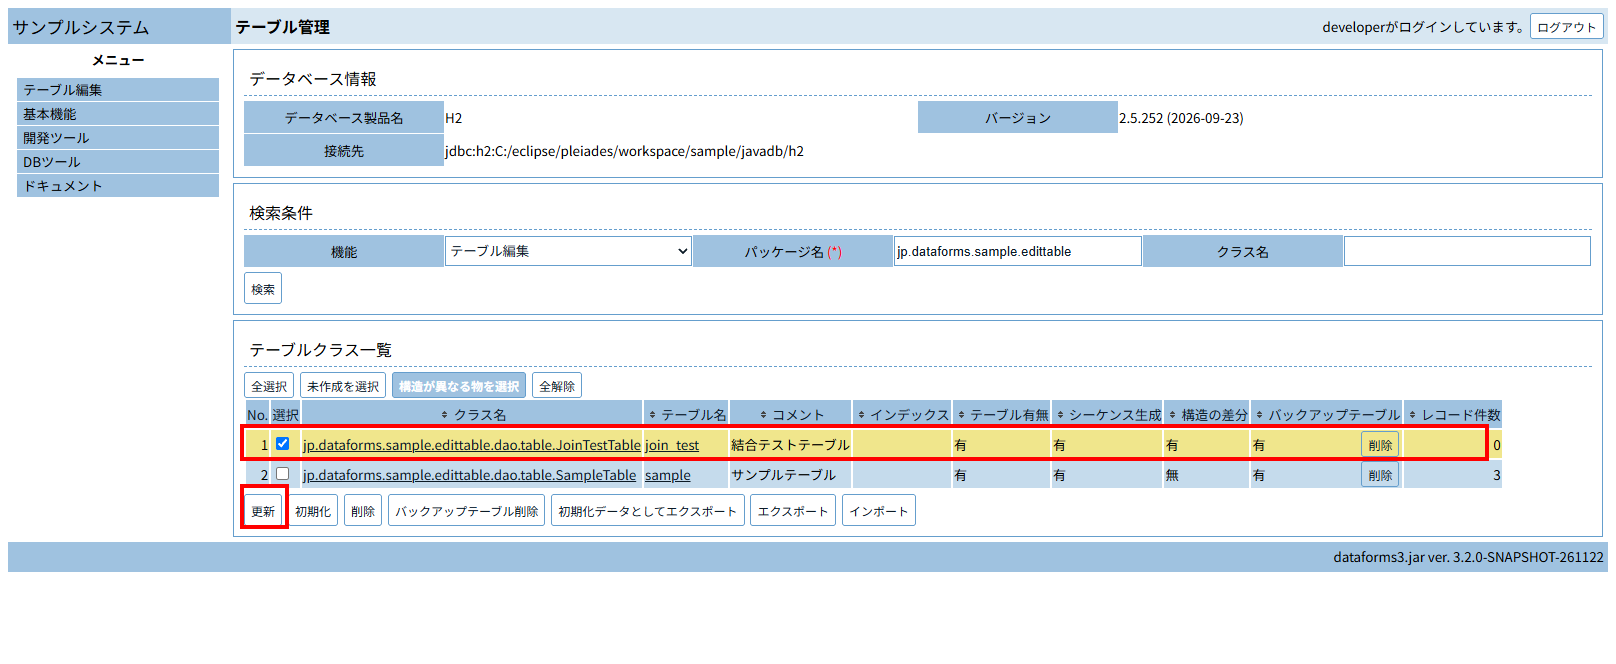 サンプルシステム
テーブル管理
developerがログインしています。 ログアウト
メニュー
テーブル編集
基本機能
開発ツール
DBツール
ドキュメント
データベース情報
データベース製品名 H2 バージョン 2.5.252 (2026-09-23)
接続先 jdbc:h2:C:/eclipse/pleiades/workspace/sample/javadb/h2
検索条件
機能 テーブル編集 パッケージ名 (*) jp.dataforms.sample.edittable クラス名
検索
テーブルクラス一覧
全選択 未作成を選択 構造が異なる物を選択 全解除
No. 選択 クラス名 テーブル名 コメント インデックス テーブル有無 シーケンス生成 構造の差分 バックアップテーブル レコード件数
1 jp.dataforms.sample.edittable.dao.table.JoinTestTable join_test 結合テストテーブル 有 有 有 有 削除 0
2 jp.dataforms.sample.edittable.dao.table.SampleTable sample サンプルテーブル 有 有 無 有 削除 3
更新 初期化 削除 バックアップテーブル削除 初期化データとしてエクスポート エクスポート インポート
dataforms3.jar ver. 3.2.0-SNAPSHOT-261122